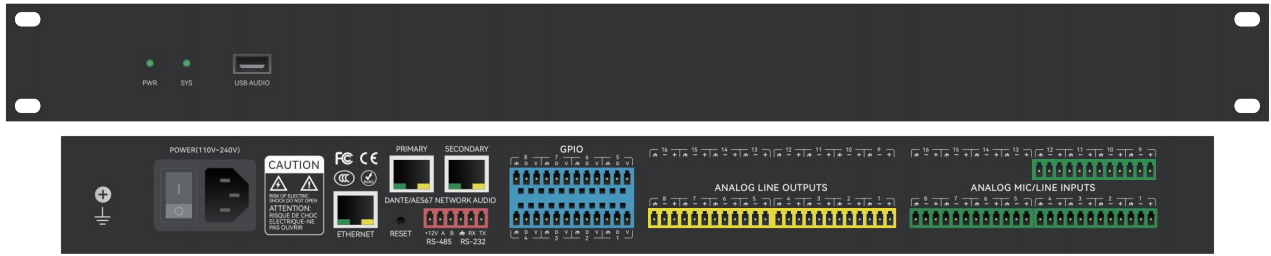 PWR SYS USB AUDIO
POWER(110V~240V)
CAUTION
RISK OF ELECTRIC
SHOCK DO NOT OPEN
ATTENTION:
RISQUE DE CHOC
ELECTRIQUE-NE
PAS OUVRIR
FC CE
CCC
ETHERNET
PRIMARY SECONDARY
DANTE/AES67 NETWORK AUDIO
RESET
+12V A B RX TX
RS-485 RS-232
GPIO
8 7 6 5
D V D V D V D V
D V D V D V D V
4 3 2 1
16 15 14 13 12 11 10 9
- + - + - + - + - + - + - + - +
ANALOG LINE OUTPUTS
8 7 6 5 4 3 2 1
- + - + - + - + - + - + - + - +
16 15 14 13 12 11 10 9
- + - + - + - + - + - + - + - +
ANALOG MIC/LINE INPUTS
8 7 6 5 4 3 2 1
- + - + - + - + - + - + - + - +